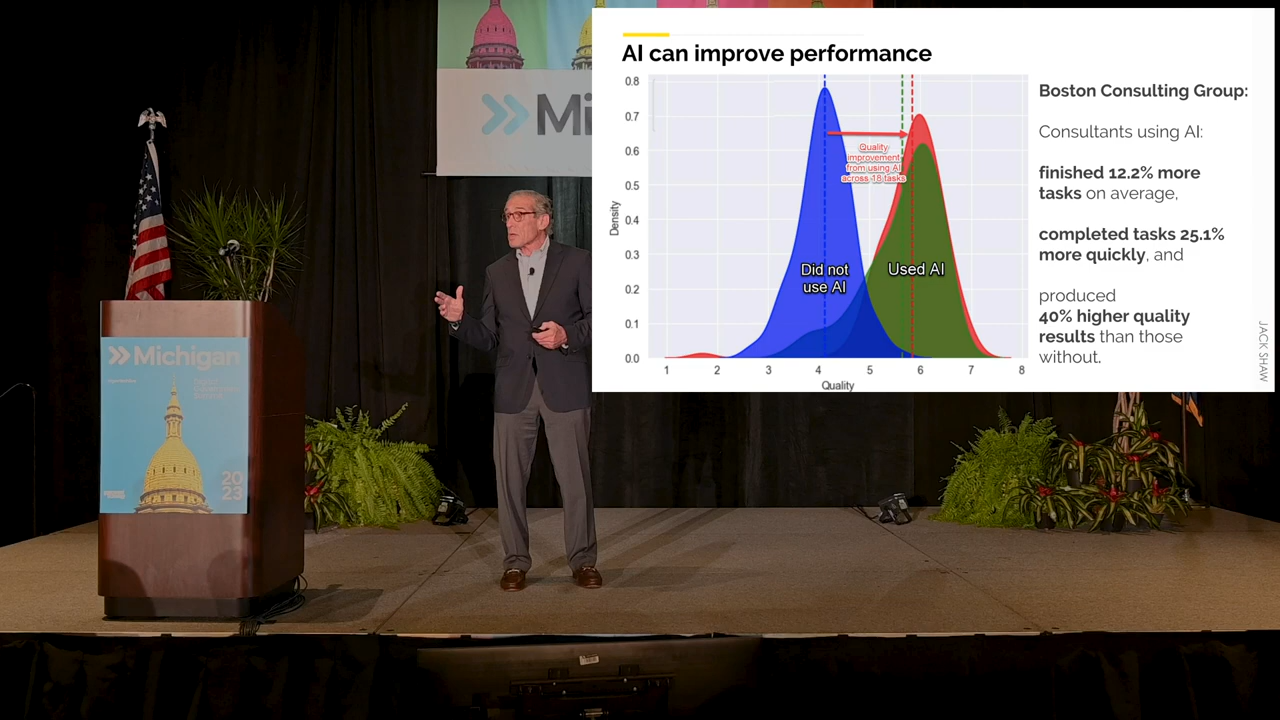 AI can improve performance
0.8
0.7
0.6
0.5
0.4
0.3
0.2
0.1
0.0
Density
1 2 3 4 5 6 7 8
Quality
Quality
improvement
from using AI
across 18 tasks
Did not
use AI
Used AI
Boston Consulting Group:
Consultants using AI:
finished 12.2% more
tasks on average,
completed tasks 25.1%
more quickly, and
produced
40% higher quality
results than those
without.
JACK SHAW
Mi
Michigan
20
23